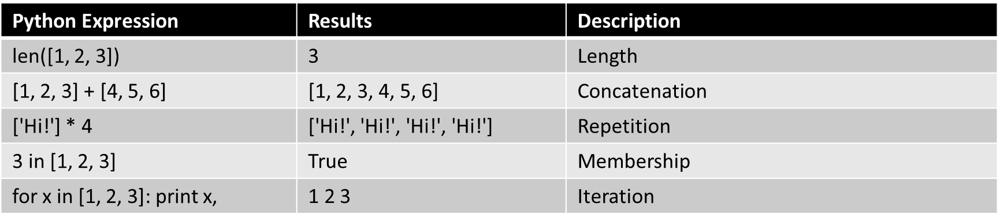 Python Expression Results Description
len([1, 2, 3]) 3 Length
[1, 2, 3] + [4, 5, 6] [1, 2, 3, 4, 5, 6] Concatenation
['Hi!'] * 4 ['Hi!', 'Hi!', 'Hi!', 'Hi!'] Repetition
3 in [1, 2, 3] True Membership
for x in [1, 2, 3]: print x, 1 2 3 Iteration